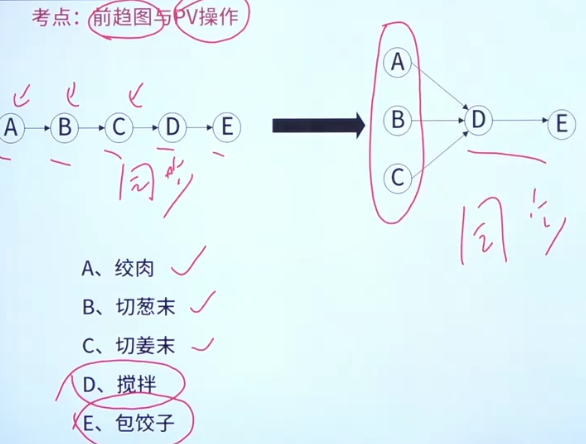 考点：前趋图与PV操作
A B C D E
A
B D E
C
同步
同步
A、绞肉
B、切葱末
C、切姜末
D、搅拌
E、包饺子